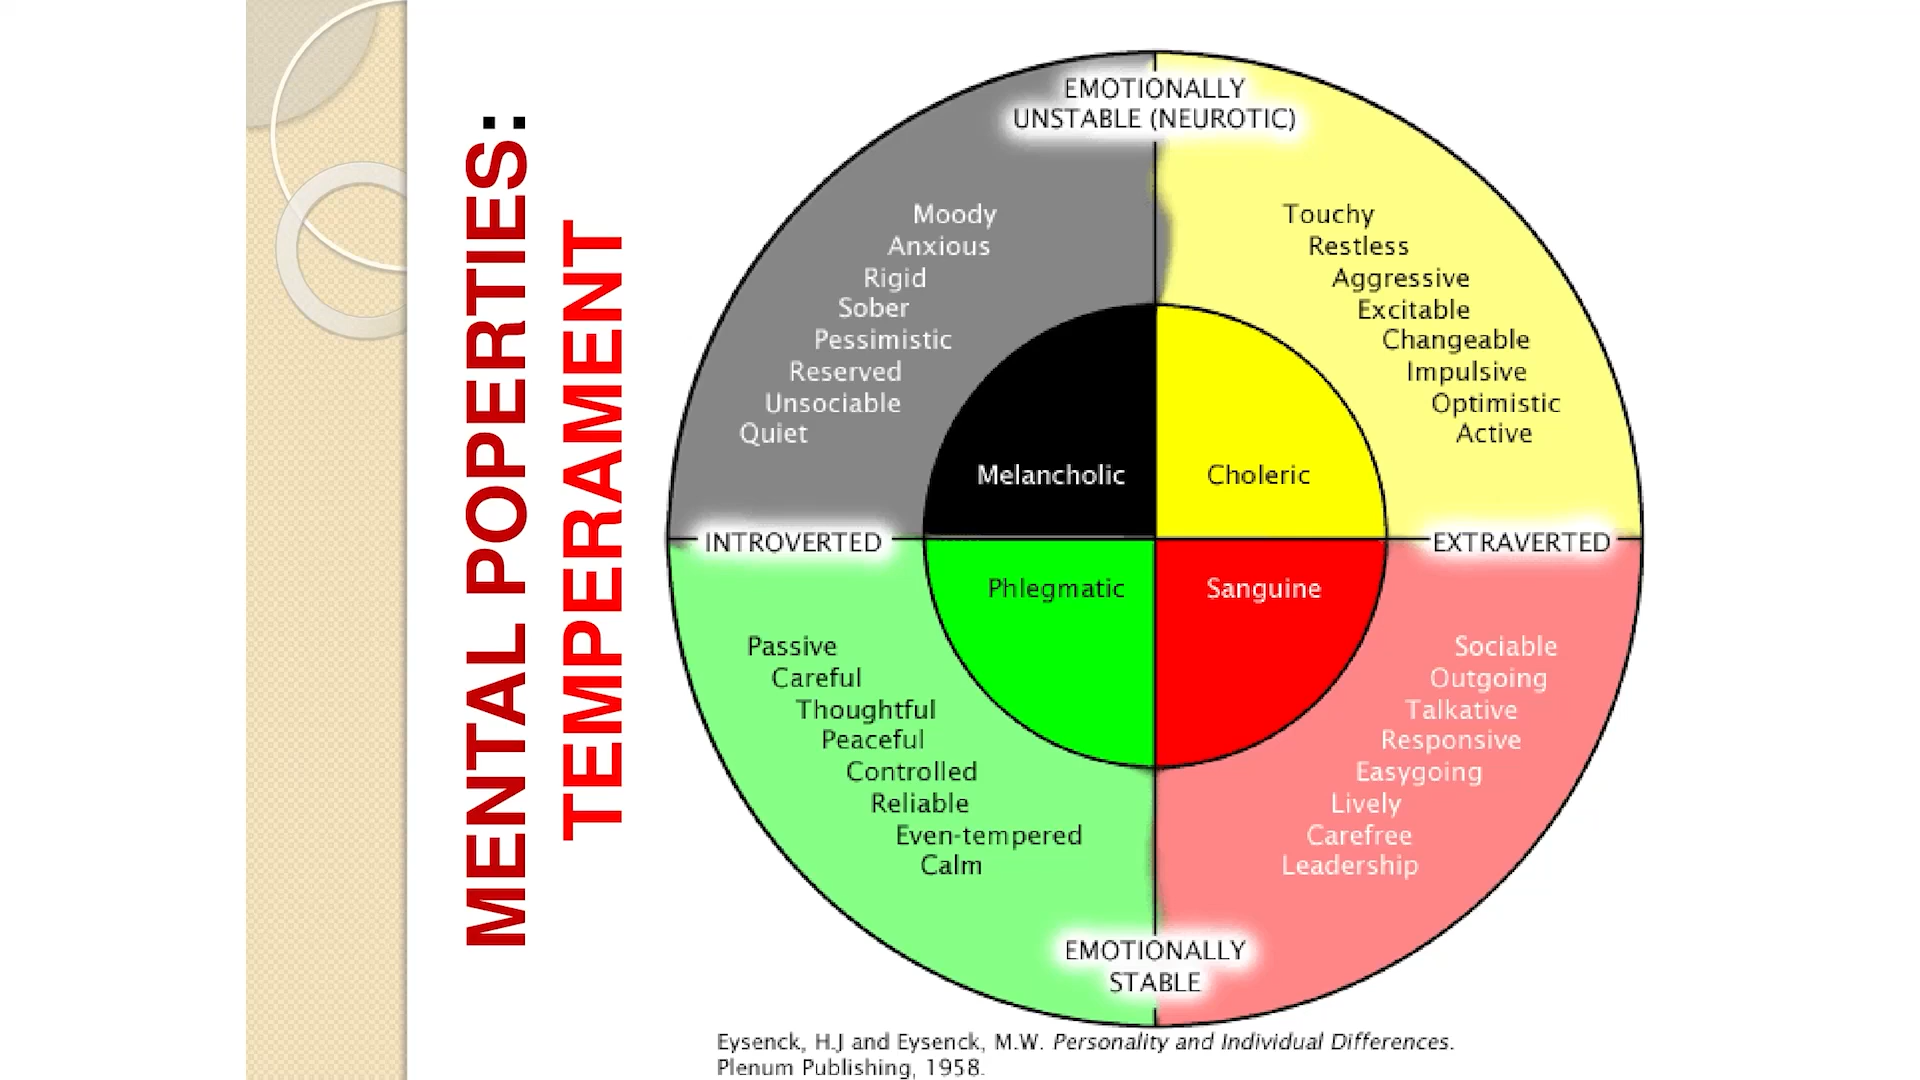 MENTAL POPERTIES:
TEMPERAMENT
EMOTIONALLY
UNSTABLE (NEUROTIC)
Moody
Anxious
Rigid
Sober
Pessimistic
Reserved
Unsociable
Quiet
Touchy
Restless
Aggressive
Excitable
Changeable
Impulsive
Optimistic
Active
Melancholic
Choleric
INTROVERTED
EXTRAVERTED
Phlegmatic
Sanguine
Passive
Careful
Thoughtful
Peaceful
Controlled
Reliable
Even-tempered
Calm
Sociable
Outgoing
Talkative
Responsive
Easygoing
Lively
Carefree
Leadership
EMOTIONALLY
STABLE
Eysenck, H.J and Eysenck, M.W. Personality and Individual Differences.
Plenum Publishing, 1958.